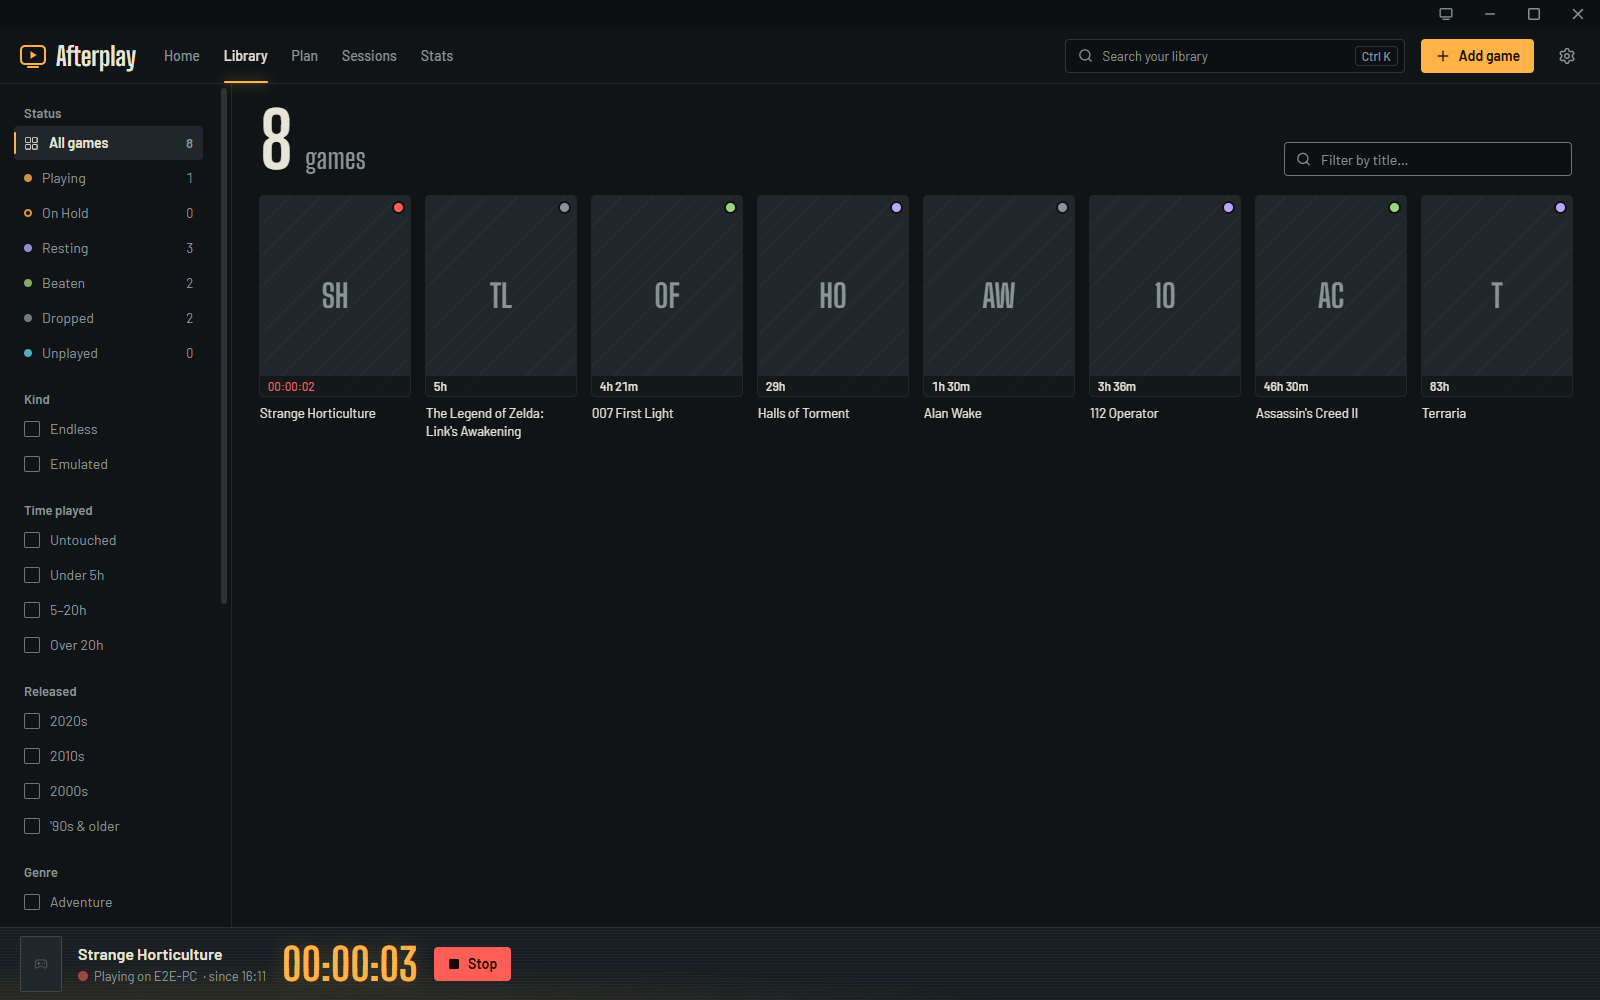 Afterplay
Home
Library
Plan
Sessions
Stats
Search your library
Ctrl K
Add game
Status
All games
8
Playing
1
On Hold
0
Resting
3
Beaten
2
Dropped
2
Unplayed
0
Kind
Endless
Emulated
Time played
Untouched
Under 5h
5–20h
Over 20h
Released
2020s
2010s
2000s
'90s & older
Genre
Adventure
8 games
Filter by title...
SH
00:00:02
Strange Horticulture
TL
5h
The Legend of Zelda:
Link's Awakening
OF
4h 21m
007 First Light
HO
29h
Halls of Torment
AW
1h 30m
Alan Wake
10
3h 36m
112 Operator
AC
46h 30m
Assassin's Creed II
T
83h
Terraria
Strange Horticulture
Playing on E2E-PC · since 16:11
00:00:03
Stop